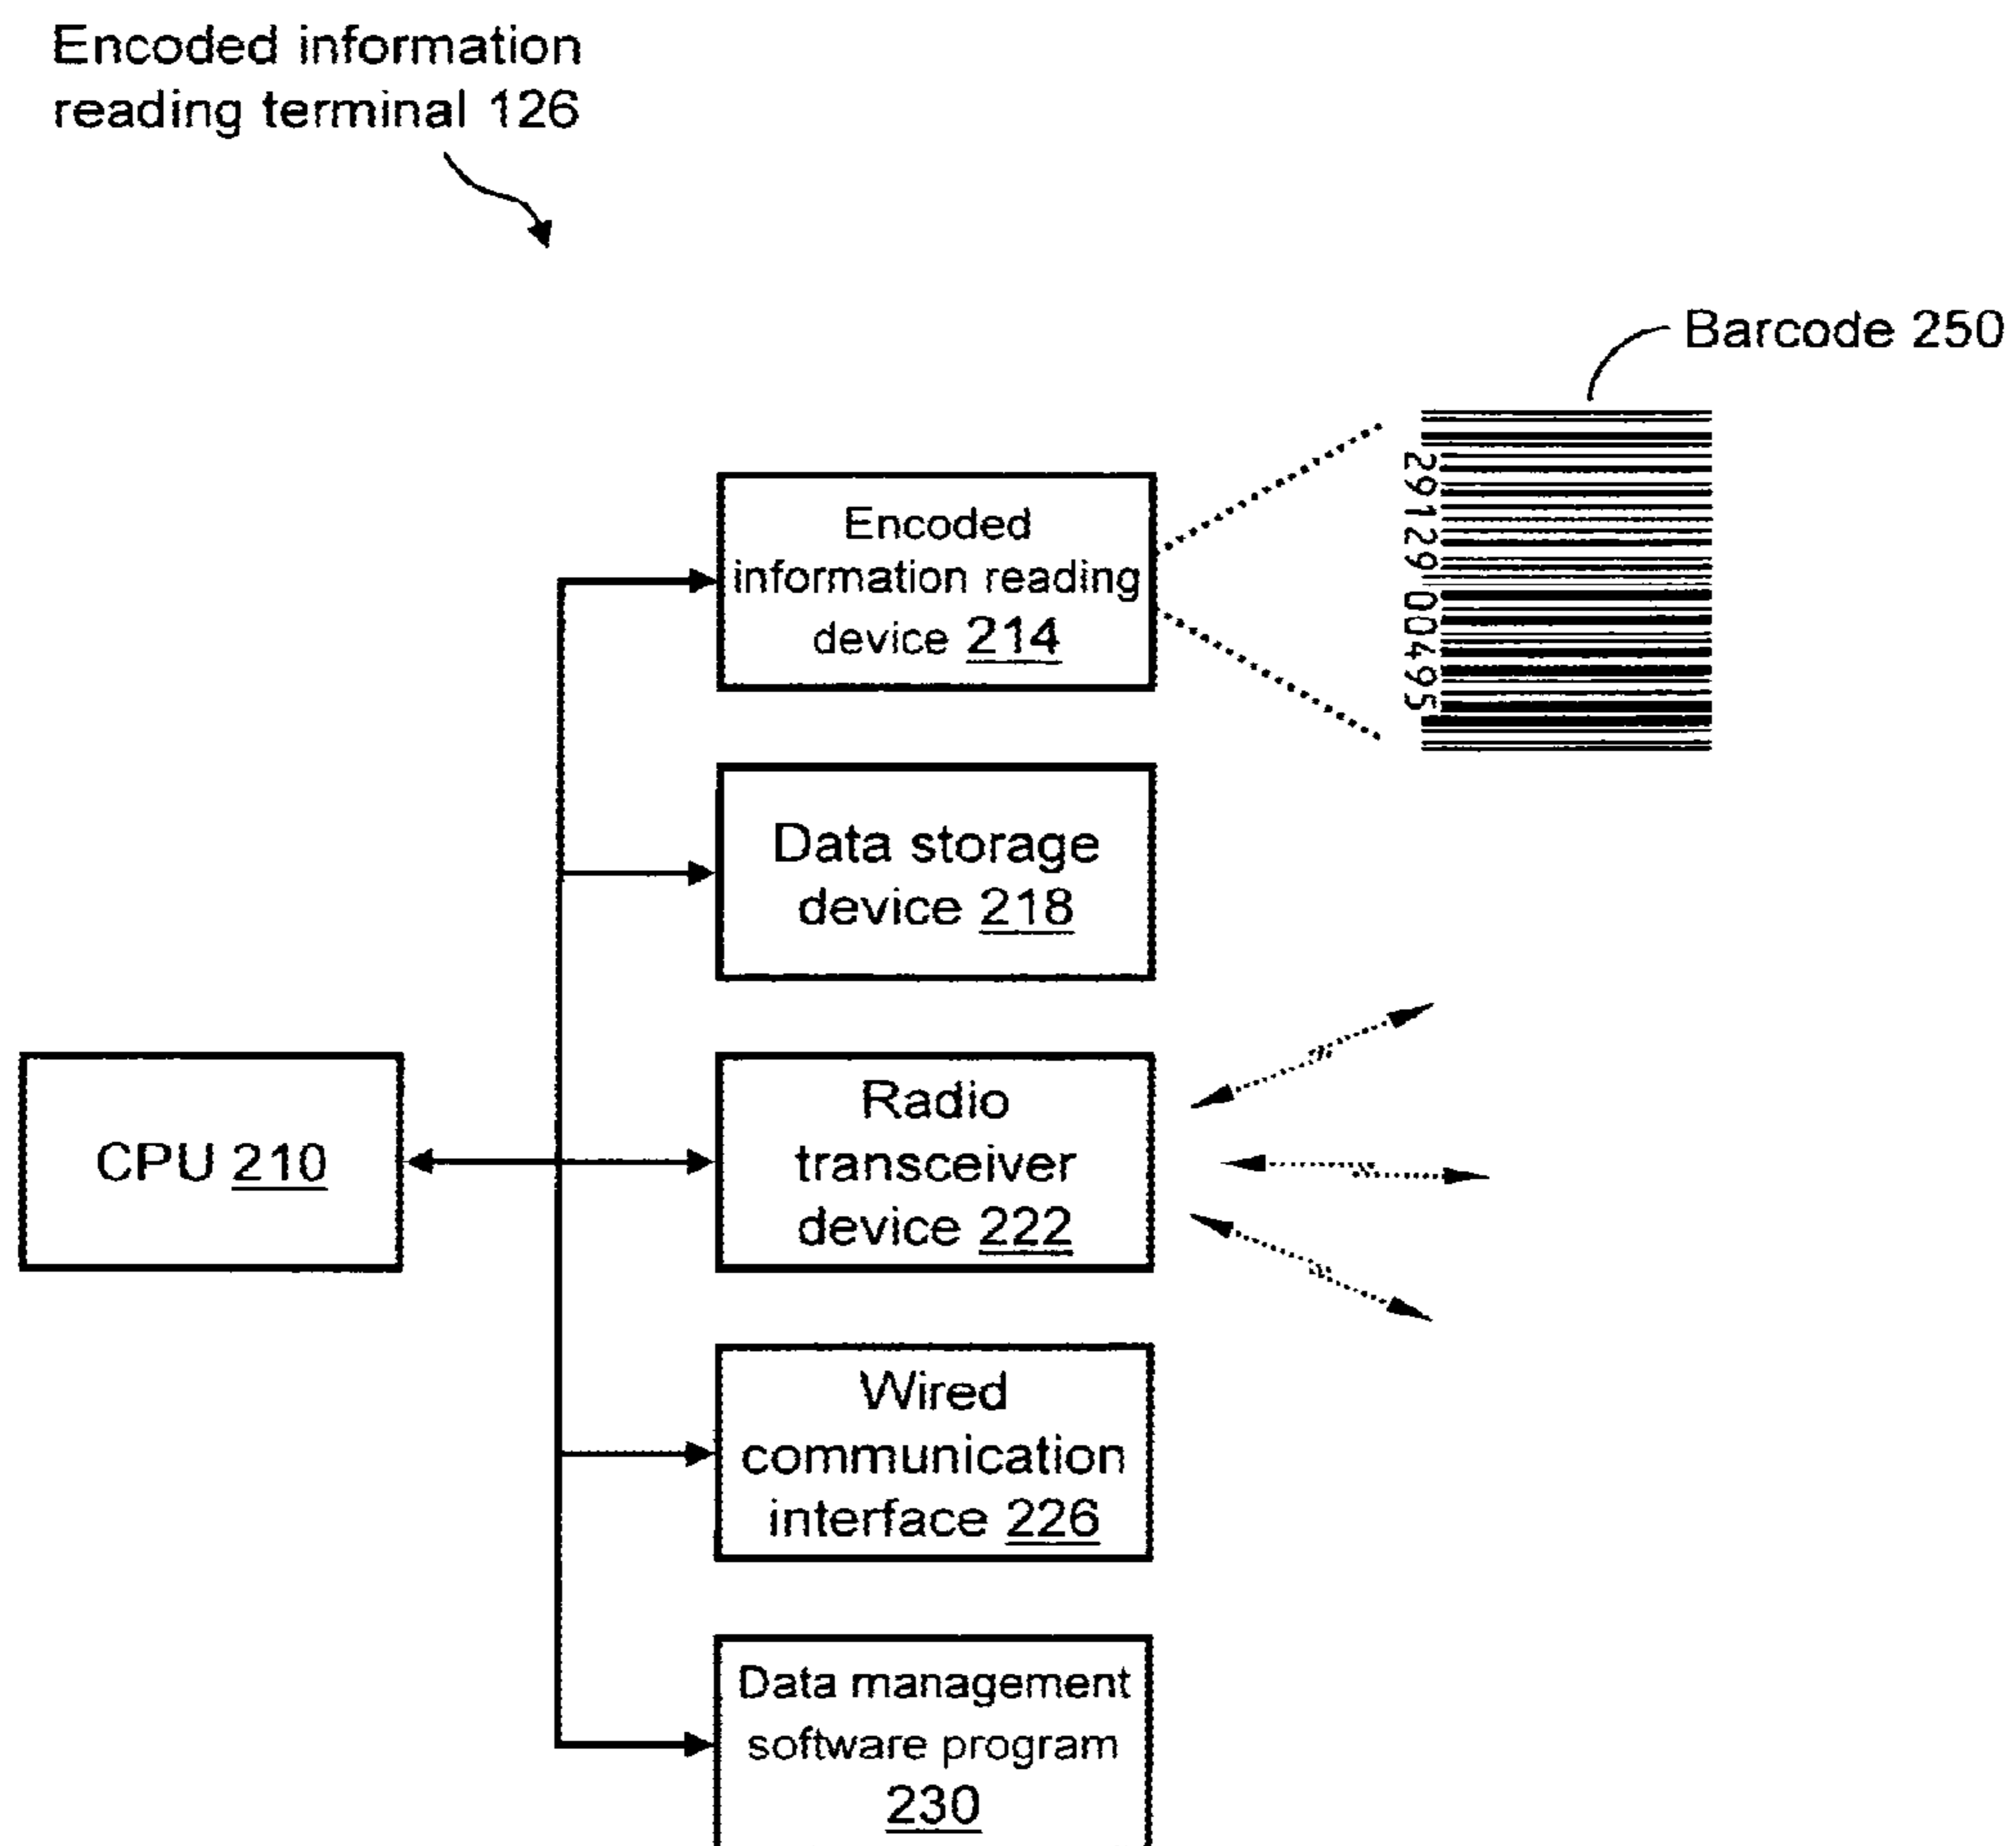 Encoded information
reading terminal 126
Barcode 250
Encoded
information reading
device 214
291290
00495
Data storage
device 218
CPU 210
Radio
transceiver
device 222
Wired
communication
interface 226
Data management
software program
230